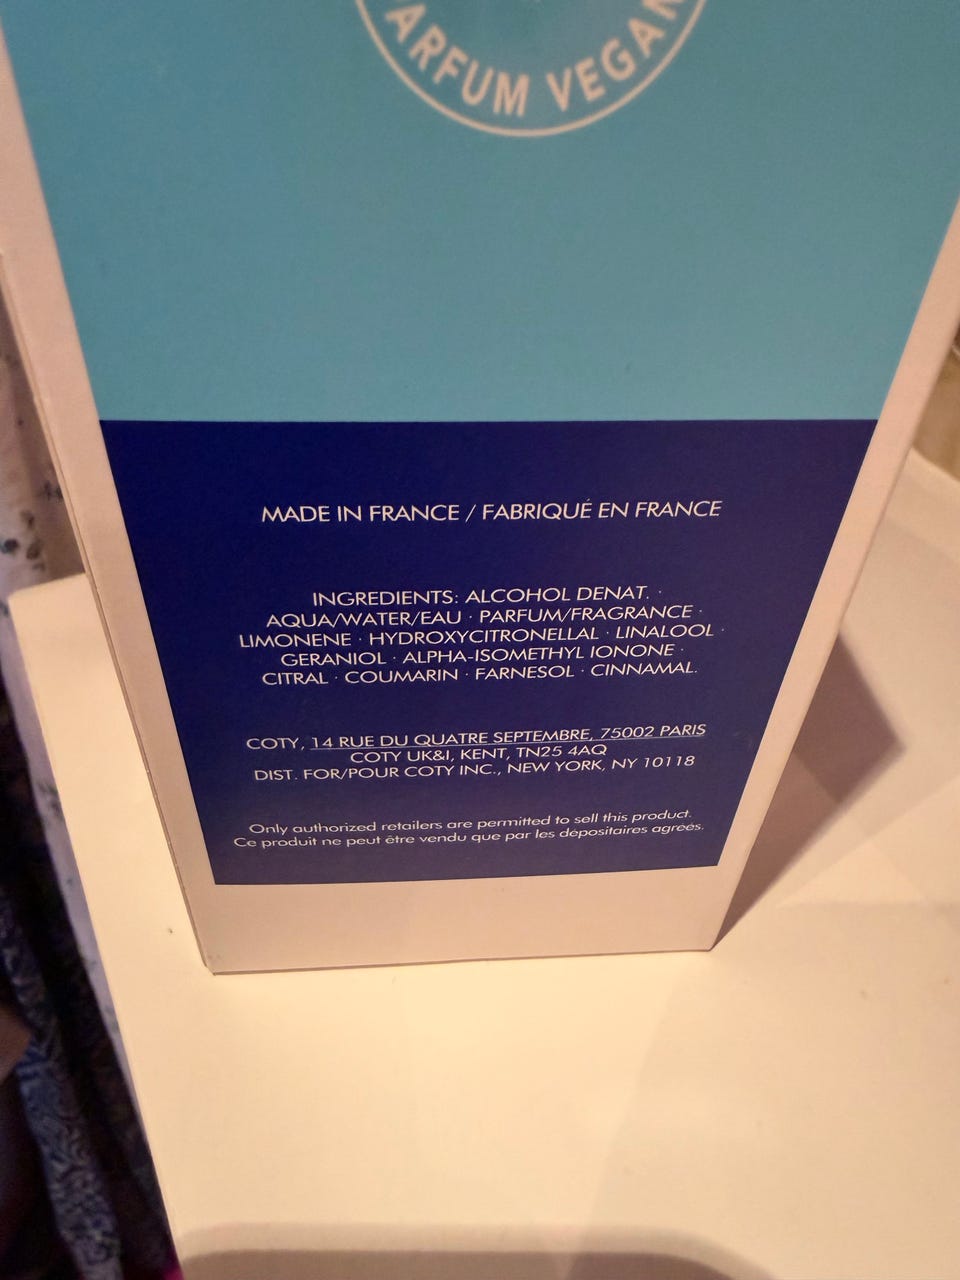 ARFUM VEGAN
MADE IN FRANCE / FABRIQUÉ EN FRANCE
INGREDIENTS: ALCOHOL DENAT. ·
AQUA/WATER/EAU · PARFUM/FRAGRANCE ·
LIMONENE · HYDROXYCITRONELLAL · LINALOOL ·
GERANIOL · ALPHA-ISOMETHYL IONONE ·
CITRAL · COUMARIN · FARNESOL · CINNAMAL.
COTY, 14 RUE DU QUATRE SEPTEMBRE, 75002 PARIS
COTY UK&I, KENT, TN25 4AQ
DIST. FOR/POUR COTY INC., NEW YORK, NY 10118
Only authorized retailers are permitted to sell this product.
Ce produit ne peut être vendu que par les dépositaires agréés.